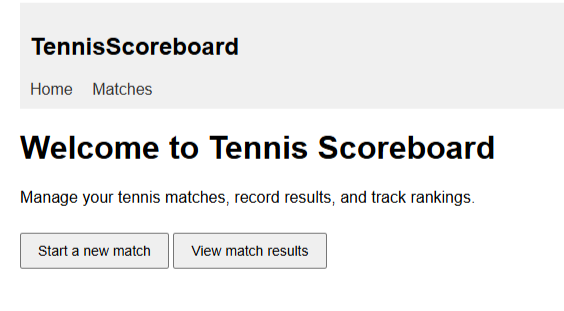 TennisScoreboard
Home Matches
Welcome to Tennis Scoreboard
Manage your tennis matches, record results, and track rankings.
Start a new match View match results